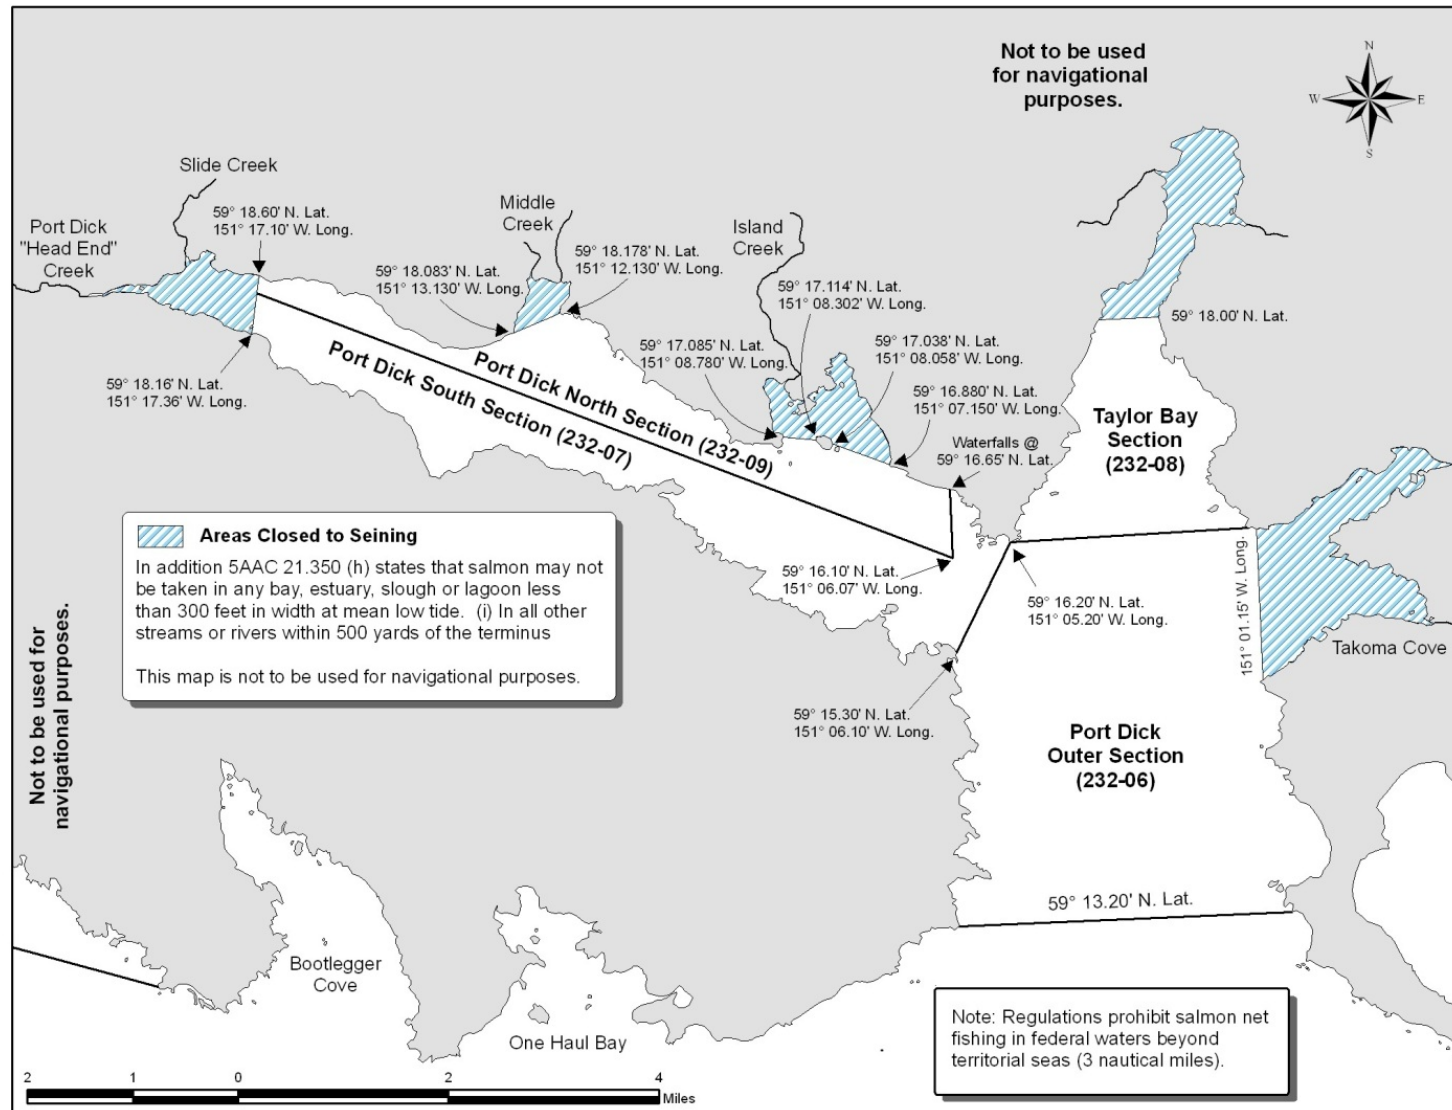 Not to be used
for navigational
purposes.
N
W
E
S
Slide Creek
Port Dick
"Head End"
Creek
59° 18.60' N. Lat.
151° 17.10' W. Long.
Middle
Creek
59° 18.083' N. Lat.
151° 13.130' W. Long.
59° 18.178' N. Lat.
151° 12.130' W. Long.
Island
Creek
59° 17.114' N. Lat.
151° 08.302' W. Long.
59° 17.085' N. Lat.
151° 08.780' W. Long.
59° 17.038' N. Lat.
151° 08.058' W. Long.
59° 16.880' N. Lat.
151° 07.150' W. Long.
Waterfalls @
59° 16.65' N. Lat.
59° 18.00' N. Lat.
59° 18.16' N. Lat.
151° 17.36' W. Long.
Port Dick North Section (232-09)
Port Dick South Section (232-07)
Taylor Bay
Section
(232-08)
Areas Closed to Seining
In addition 5AAC 21.350 (h) states that salmon may not
be taken in any bay, estuary, slough or lagoon less
than 300 feet in width at mean low tide. (i) In all other
streams or rivers within 500 yards of the terminus
This map is not to be used for navigational purposes.
59° 16.10' N. Lat.
151° 06.07' W. Long.
59° 16.20' N. Lat.
151° 05.20' W. Long.
151° 01.15' W. Long.
Takoma Cove
59° 15.30' N. Lat.
151° 06.10' W. Long.
Port Dick
Outer Section
(232-06)
Not to be used for
navigational purposes.
59° 13.20' N. Lat.
Bootlegger
Cove
One Haul Bay
Note: Regulations prohibit salmon net
fishing in federal waters beyond
territorial seas (3 nautical miles).
2 1 0 2 4
Miles